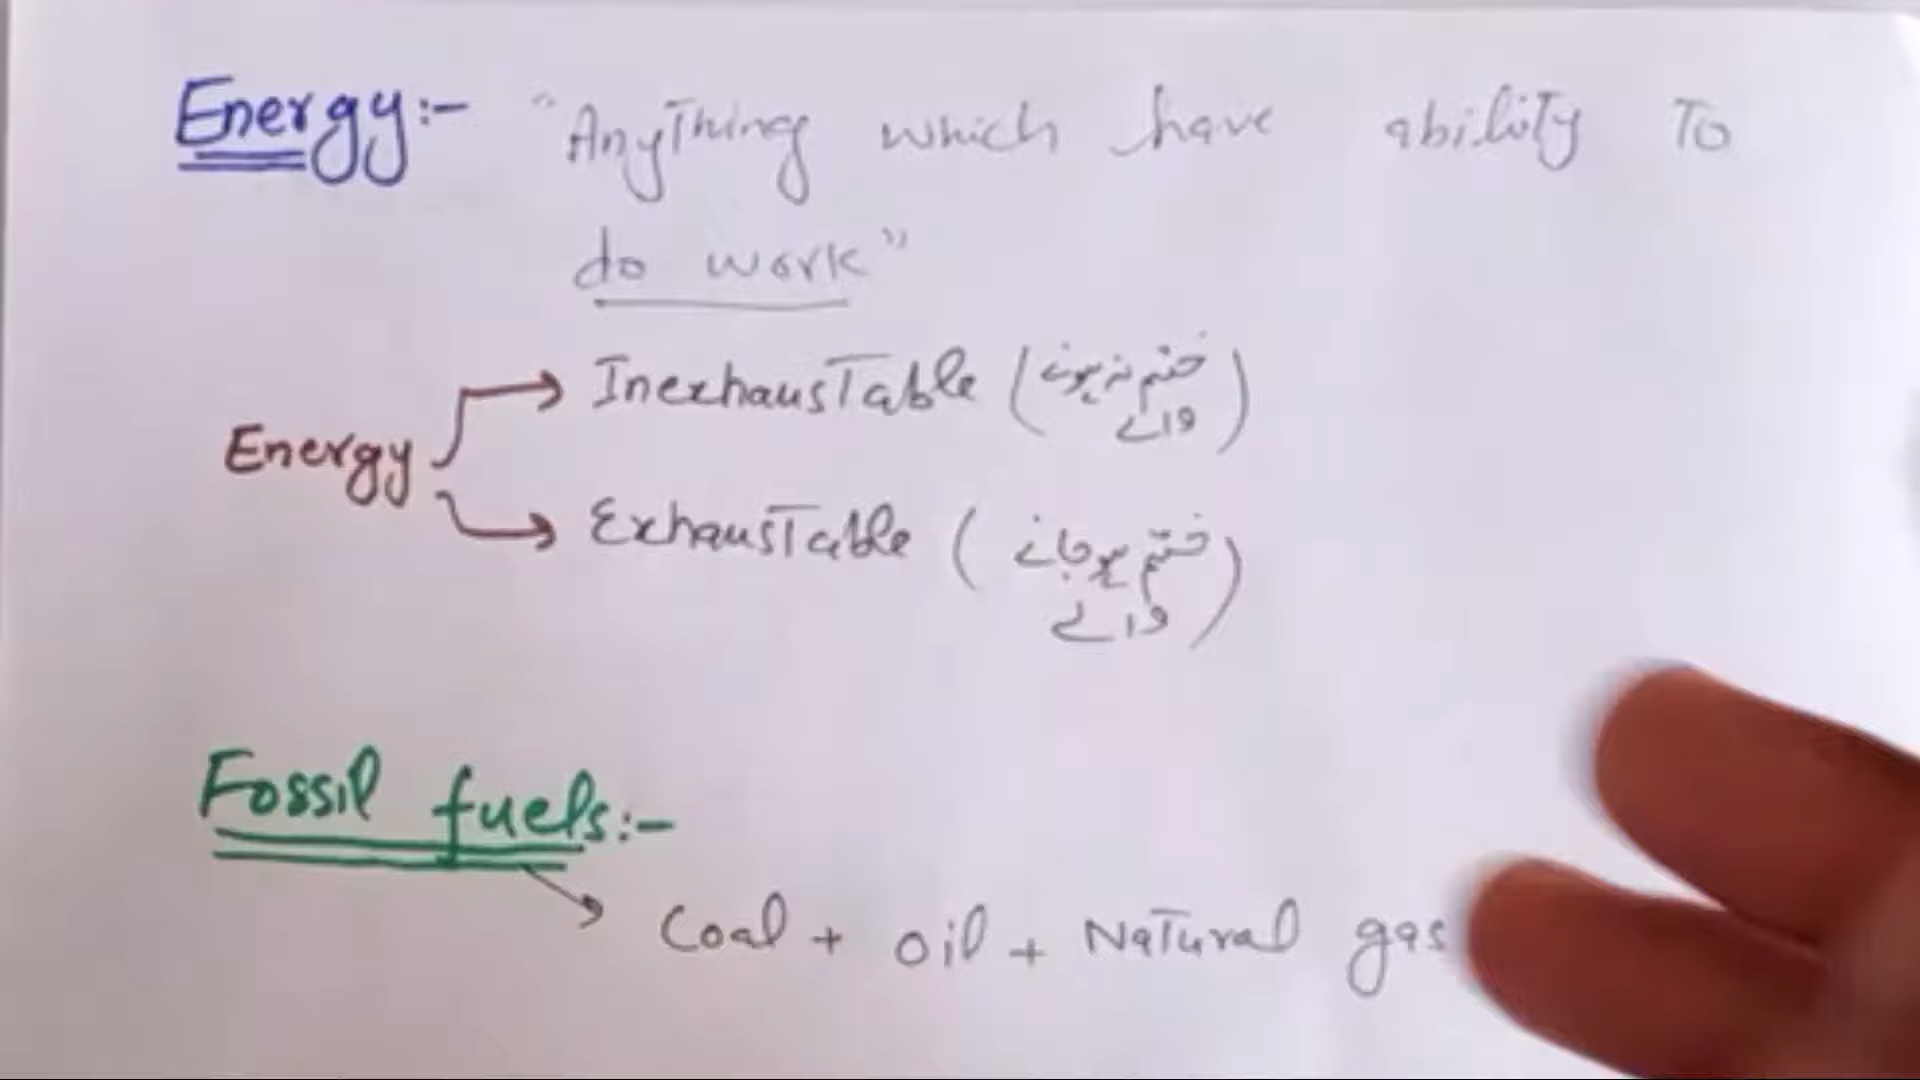 Energy:- "Anything which have ability to
do work"
Inexhaustable (ختم نہ ہونے
والے)
Energy
Exhaustable (ختم ہو جانے
والے)
Fossil fuels:-
Coal + oil + Natural gas